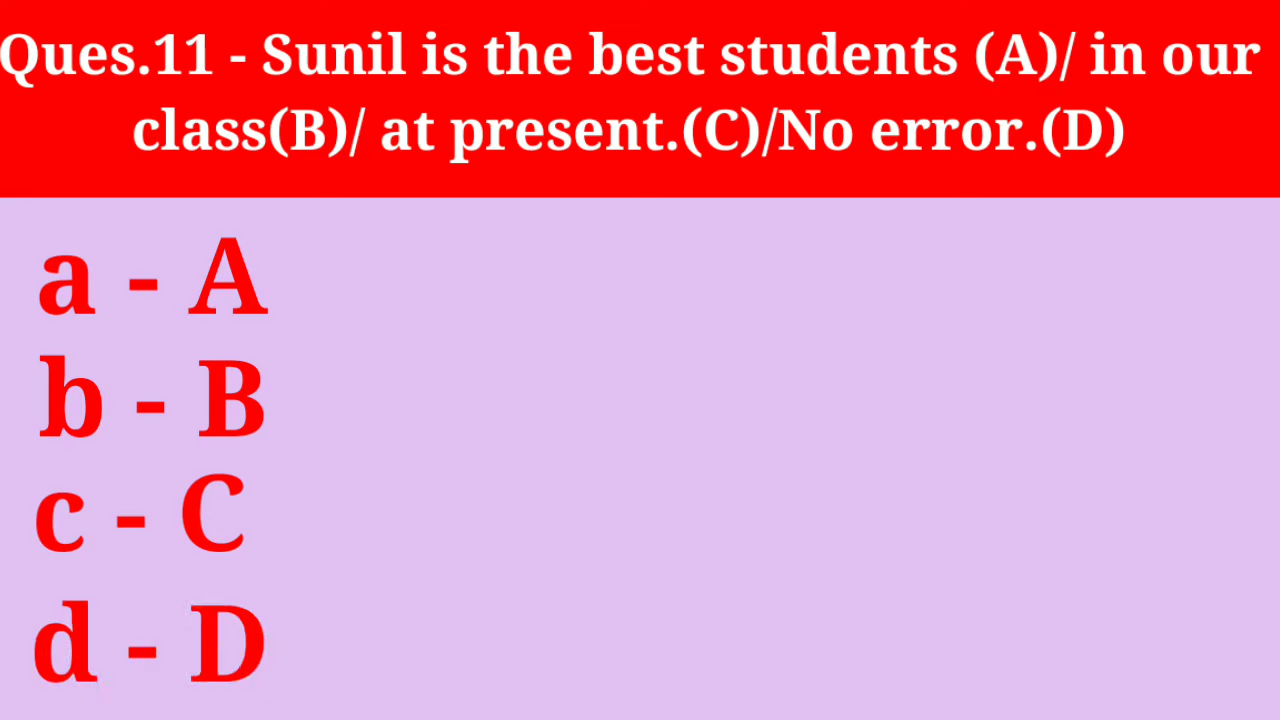 Ques.11 - Sunil is the best students (A)/ in our
class(B)/ at present.(C)/No error.(D)
a - A
b - B
c - C
d - D